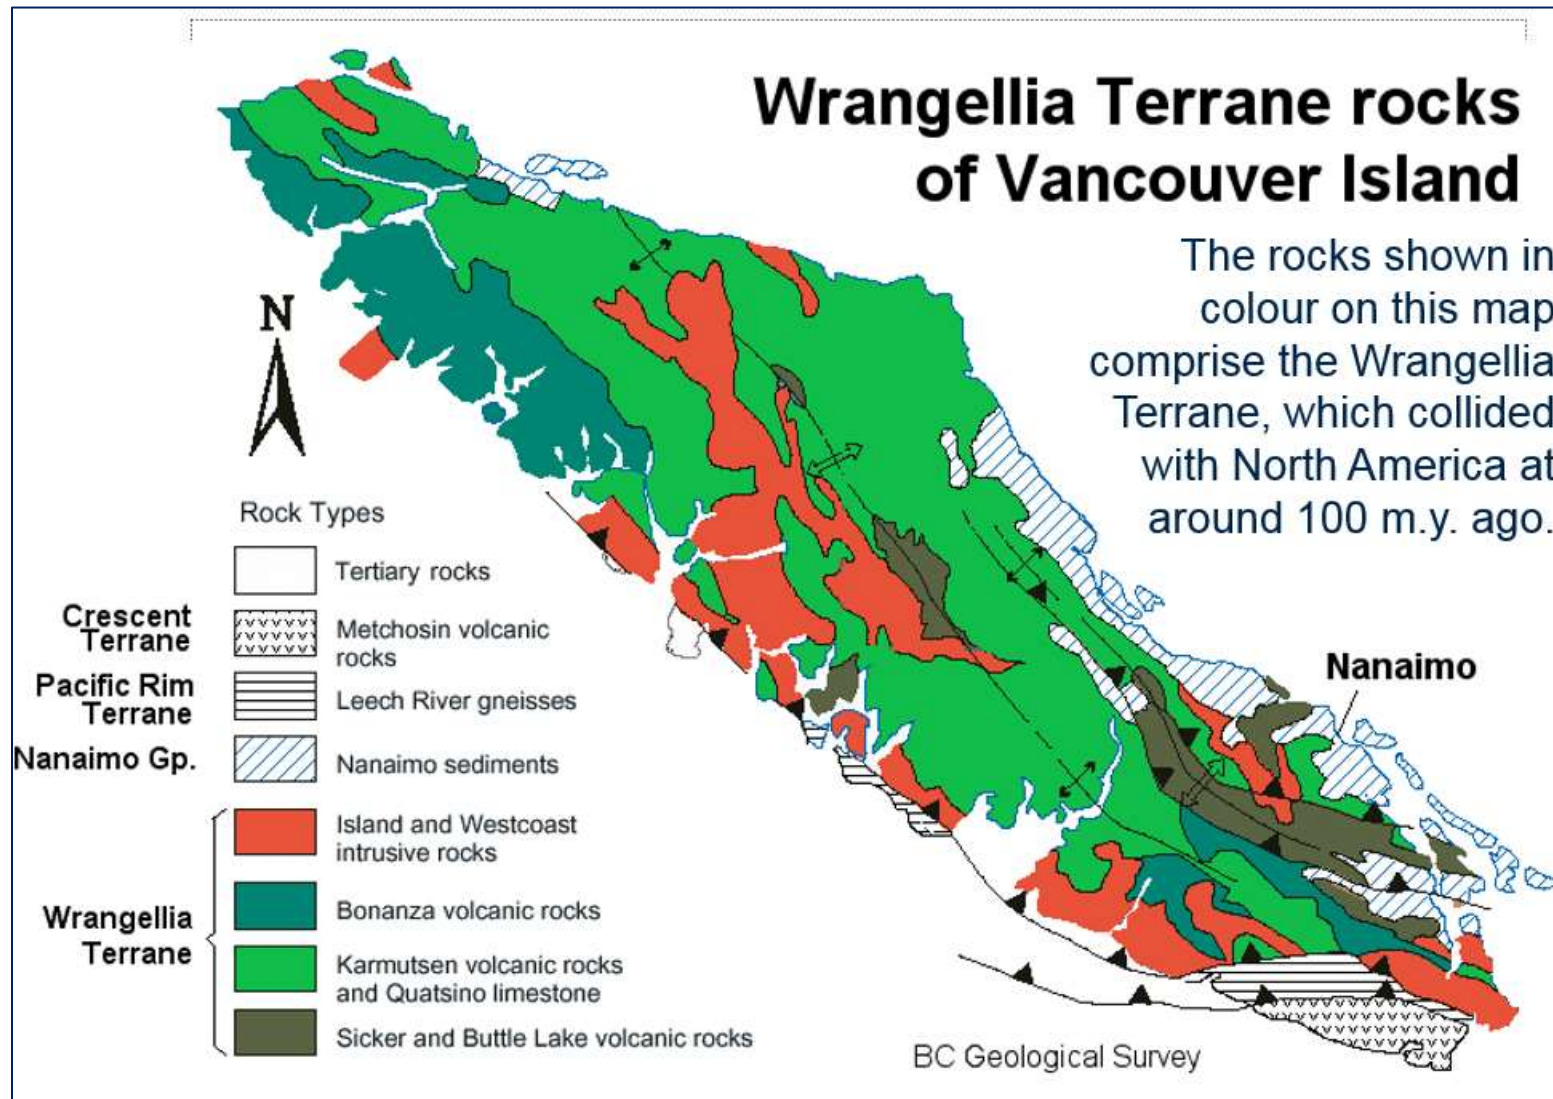 Wrangellia Terrane rocks
of Vancouver Island
The rocks shown in
colour on this map
comprise the Wrangellia
Terrane, which collided
with North America at
around 100 m.y. ago.
N
Rock Types
Tertiary rocks
Crescent
Terrane
Metchosin volcanic
rocks
Pacific Rim
Terrane
Leech River gneisses
Nanaimo Gp.
Nanaimo sediments
Wrangellia
Terrane
Island and Westcoast
intrusive rocks
Bonanza volcanic rocks
Karmutsen volcanic rocks
and Quatsino limestone
Sicker and Buttle Lake volcanic rocks
Nanaimo
BC Geological Survey